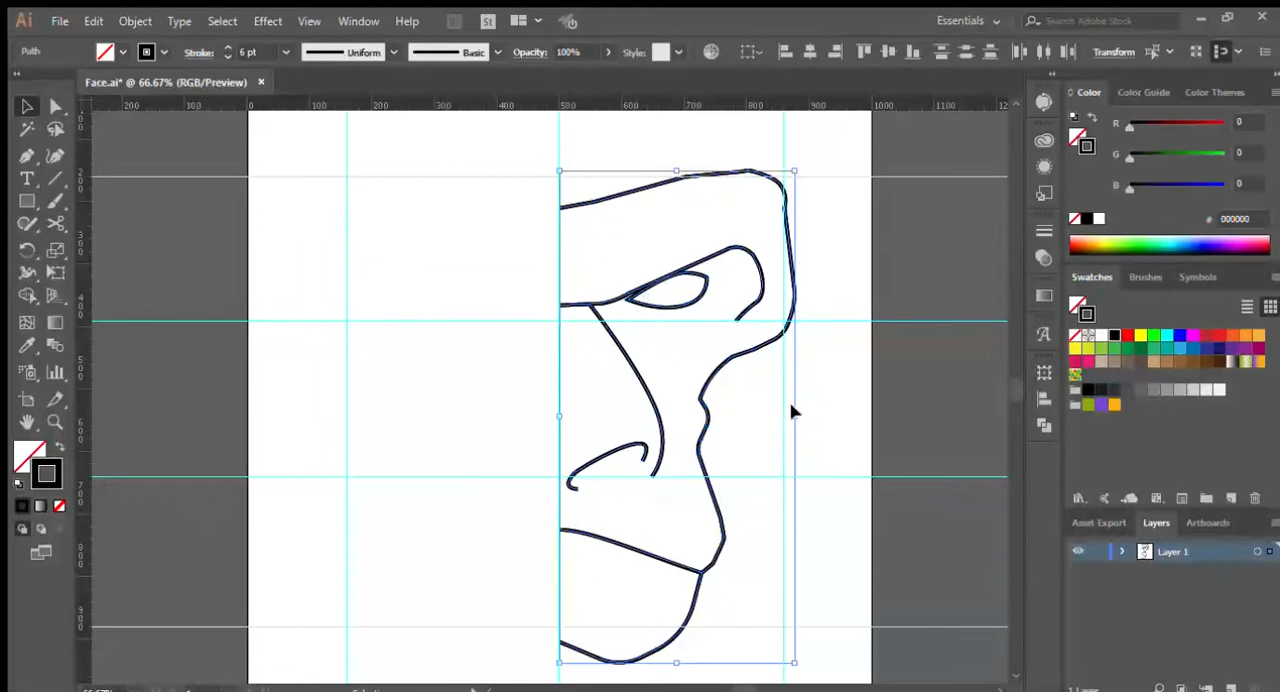 Ai File Edit Object Type Select Effect View Window Help St Essentials Search Adobe Stock
Path Stroke: 6 pt Uniform Basic Opacity: 100% Style: Transform
Face.ai* @ 66.67% (RGB/Preview) ×
200 100 0 100 200 300 400 500 600 700 800 900 1000 1100
Color Color Guide Color Themes
R 0
G 0
B 0
# 000000
Swatches Brushes Symbols
Asset Export Layers Artboards
Layer 1